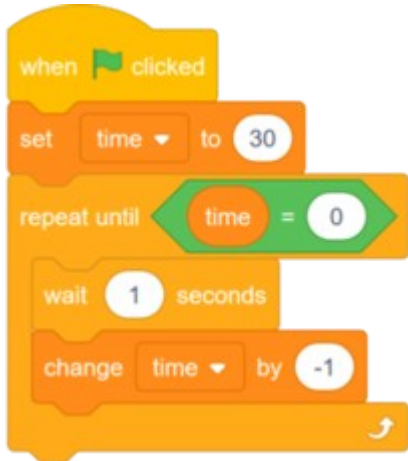 when clicked
set time to 30
repeat until time = 0
wait 1 seconds
change time by -1